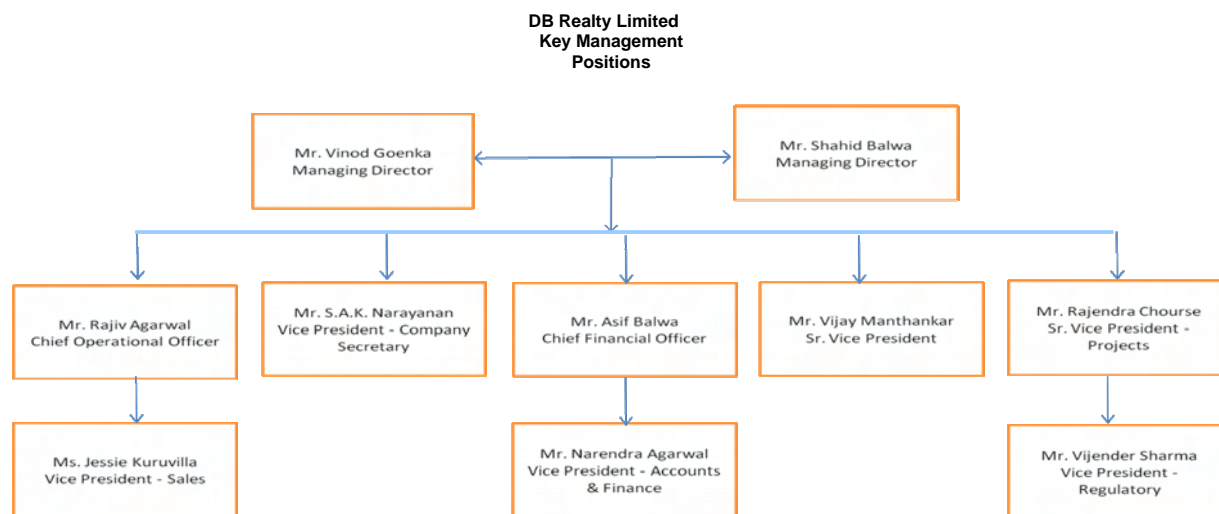 DB Realty Limited
Key Management
Positions
Mr. Vinod Goenka
Managing Director
Mr. Shahid Balwa
Managing Director
Mr. Rajiv Agarwal
Chief Operational Officer
Mr. S.A.K. Narayanan
Vice President - Company
Secretary
Mr. Asif Balwa
Chief Financial Officer
Mr. Vijay Manthankar
Sr. Vice President
Mr. Rajendra Chourse
Sr. Vice President -
Projects
Ms. Jessie Kuruvilla
Vice President - Sales
Mr. Narendra Agarwal
Vice President - Accounts
& Finance
Mr. Vijender Sharma
Vice President -
Regulatory